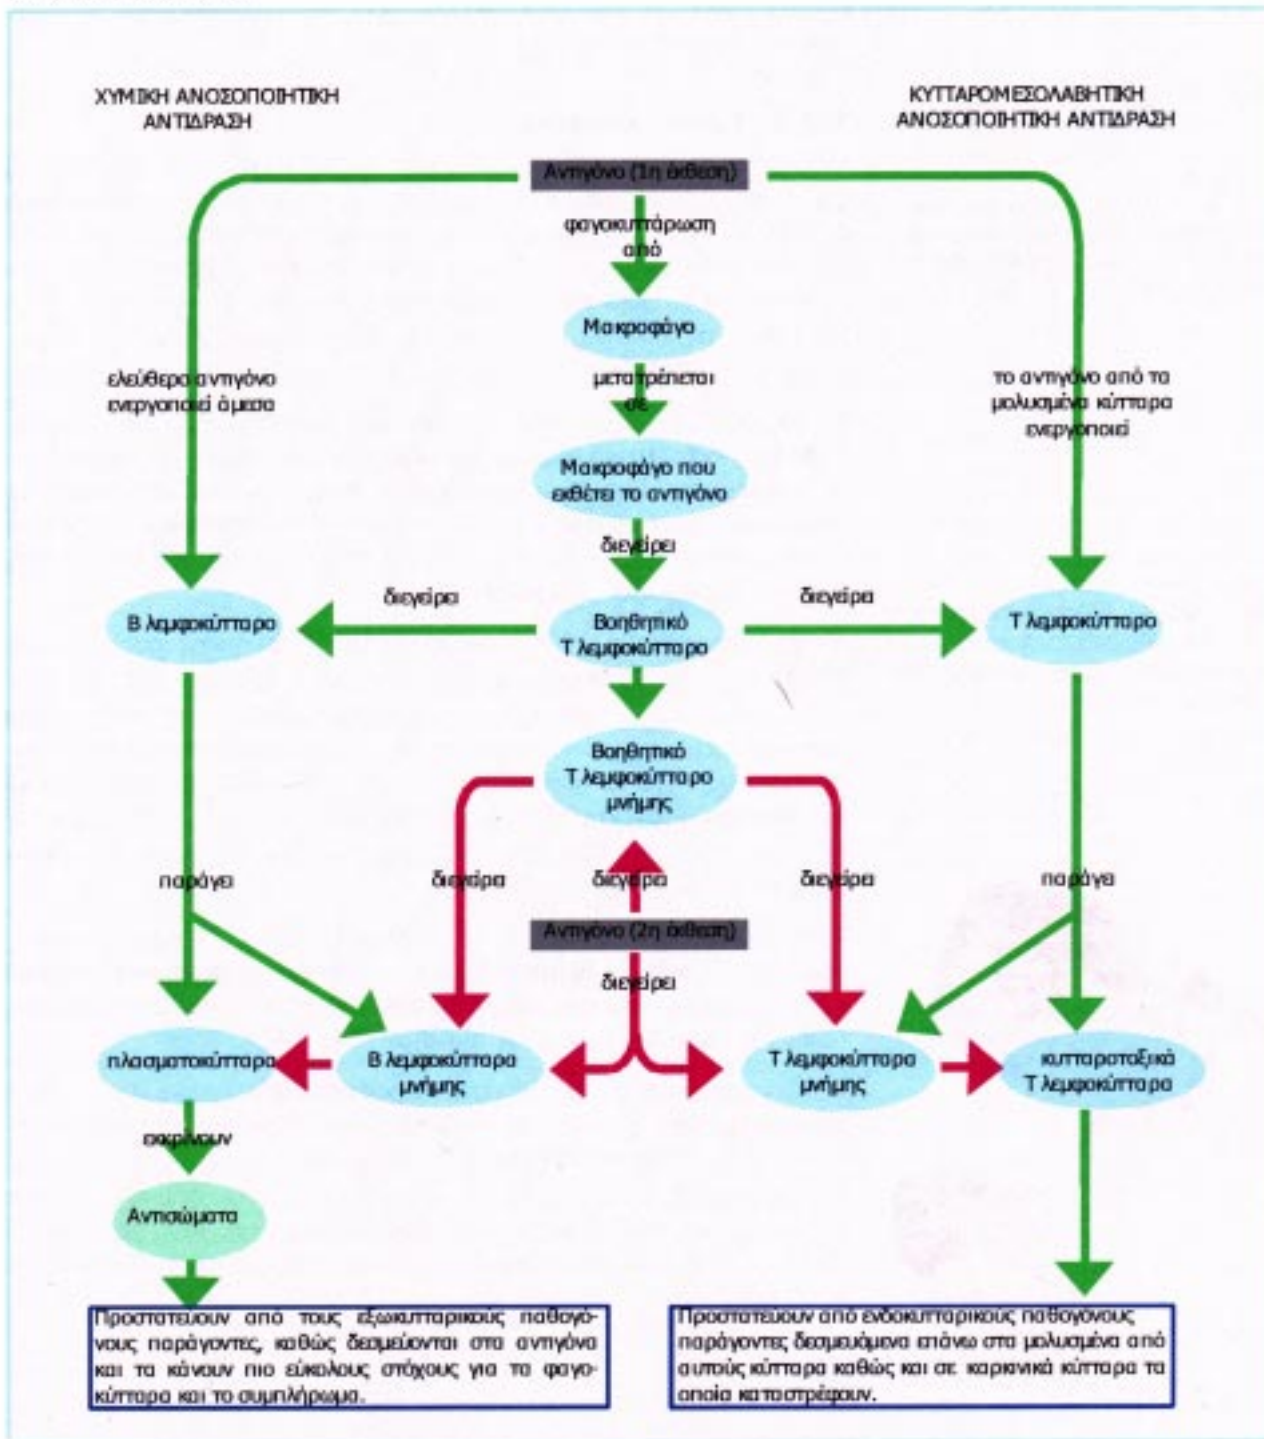 ΧΥΜΙΚΗ ΑΝΟΣΟΠΟΙΗΤΙΚΗ
ΑΝΤΙΔΡΑΣΗ
ΚΥΤΤΑΡΟΜΕΣΟΛΑΒΗΤΙΚΗ
ΑΝΟΣΟΠΟΙΗΤΙΚΗ ΑΝΤΙΔΡΑΣΗ
Αντιγόνο (1η έκθεση)
φαγοκυττάρωση
από
Μακροφάγο
ελεύθερο αντιγόνο
ενεργοποιεί άμεσα
μετατρέπεται
σε
το αντιγόνο από τα
μολυσμένα κύτταρα
ενεργοποιεί
Μακροφάγο που
εκθέτει το αντιγόνο
διεγείρει
διεγείρει
διεγείρει
Β λεμφοκύτταρο
Βοηθητικό
Τ λεμφοκύτταρο
Τ λεμφοκύτταρο
Βοηθητικό
Τ λεμφοκύτταρο
μνήμης
παράγει
διεγείρει
διεγείρει
διεγείρει
παράγει
Αντιγόνο (2η έκθεση)
διεγείρει
πλασματοκύτταρα
Β λεμφοκύτταρα
μνήμης
Τ λεμφοκύτταρα
μνήμης
κυτταροτοξικά
Τ λεμφοκύτταρα
εκκρίνουν
Αντισώματα
Προστατεύουν από τους εξωκυτταρικούς παθογό-
νους παράγοντες, καθώς δεσμεύονται στα αντιγόνα
και τα κάνουν πιο εύκολους στόχους για τα φαγο-
κύτταρα και το συμπλήρωμα.
Προστατεύουν από ενδοκυτταρικούς παθογόνους
παράγοντες δεσμευόμενα επάνω στα μολυσμένα από
αυτούς κύτταρα καθώς και σε καρκινικά κύτταρα τα
οποία καταστρέφουν.